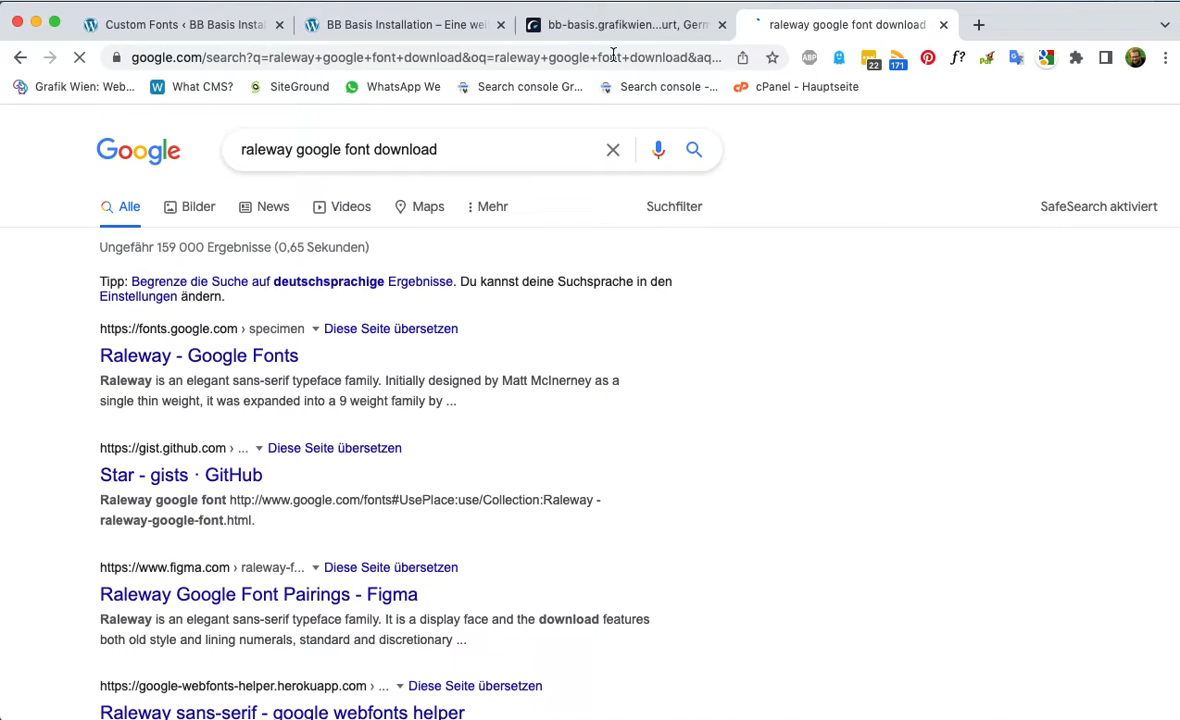 Custom Fonts ‹ BB Basis Instal
BB Basis Installation – Eine wei
bb-basis.grafikwien...urt, Germ
raleway google font download
google.com/search?q=raleway+google+font+download&oq=raleway+google+font+download&aq...
ABP
22
171
f?
Grafik Wien: Web...
What CMS?
SiteGround
WhatsApp We
Search console Gr...
Search console -...
cPanel - Hauptseite
Google
raleway google font download
Alle
Bilder
News
Videos
Maps
Mehr
Suchfilter
SafeSearch aktiviert
Ungefähr 159 000 Ergebnisse (0,65 Sekunden)
Tipp: Begrenze die Suche auf deutschsprachige Ergebnisse. Du kannst deine Suchsprache in den
Einstellungen ändern.
https://fonts.google.com › specimen Diese Seite übersetzen
Raleway - Google Fonts
Raleway is an elegant sans-serif typeface family. Initially designed by Matt McInerney as a
single thin weight, it was expanded into a 9 weight family by ...
https://gist.github.com › ... Diese Seite übersetzen
Star - gists · GitHub
Raleway google font http://www.google.com/fonts#UsePlace:use/Collection:Raleway -
raleway-google-font.html.
https://www.figma.com › raleway-f... Diese Seite übersetzen
Raleway Google Font Pairings - Figma
Raleway is an elegant sans-serif typeface family. It is a display face and the download features
both old style and lining numerals, standard and discretionary ...
https://google-webfonts-helper.herokuapp.com › ... Diese Seite übersetzen
Raleway sans-serif - google webfonts helper